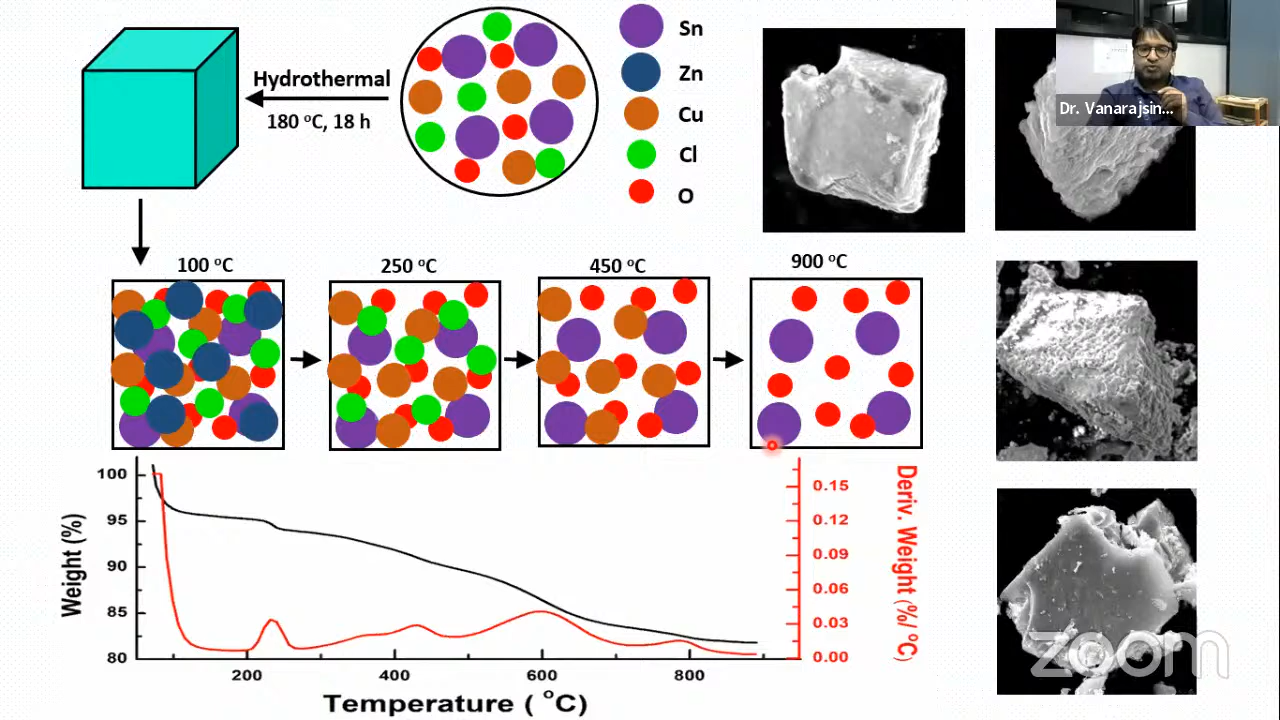 Hydrothermal
180 °C, 18 h
Sn
Zn
Cu
Cl
O
Dr. Vanarajsin...
100 °C
250 °C
450 °C
900 °C
Weight (%)
100
95
90
85
80
200
400
600
800
Temperature ( °C)
0.15
0.12
0.09
0.06
0.03
0.00
Deriv. Weight (%/ °C)
zoom